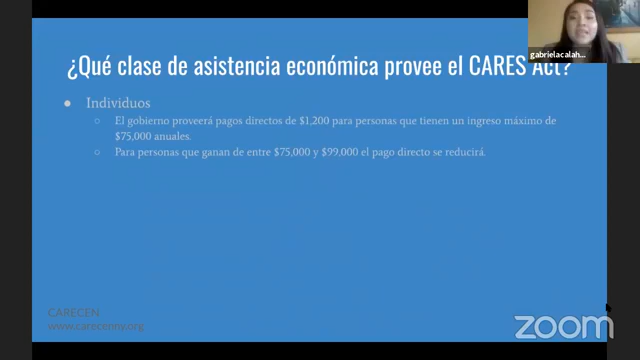 gabrielacalah...
¿Qué clase de asistencia económica provee el CARES Act?
● Individuos
○ El gobierno proveerá pagos directos de $1,200 para personas que tienen un ingreso máximo de
$75,000 anuales.
○ Para personas que ganan de entre $75,000 y $99,000 el pago directo se reducirá.
CARECEN
www.carecenny.org
zoom